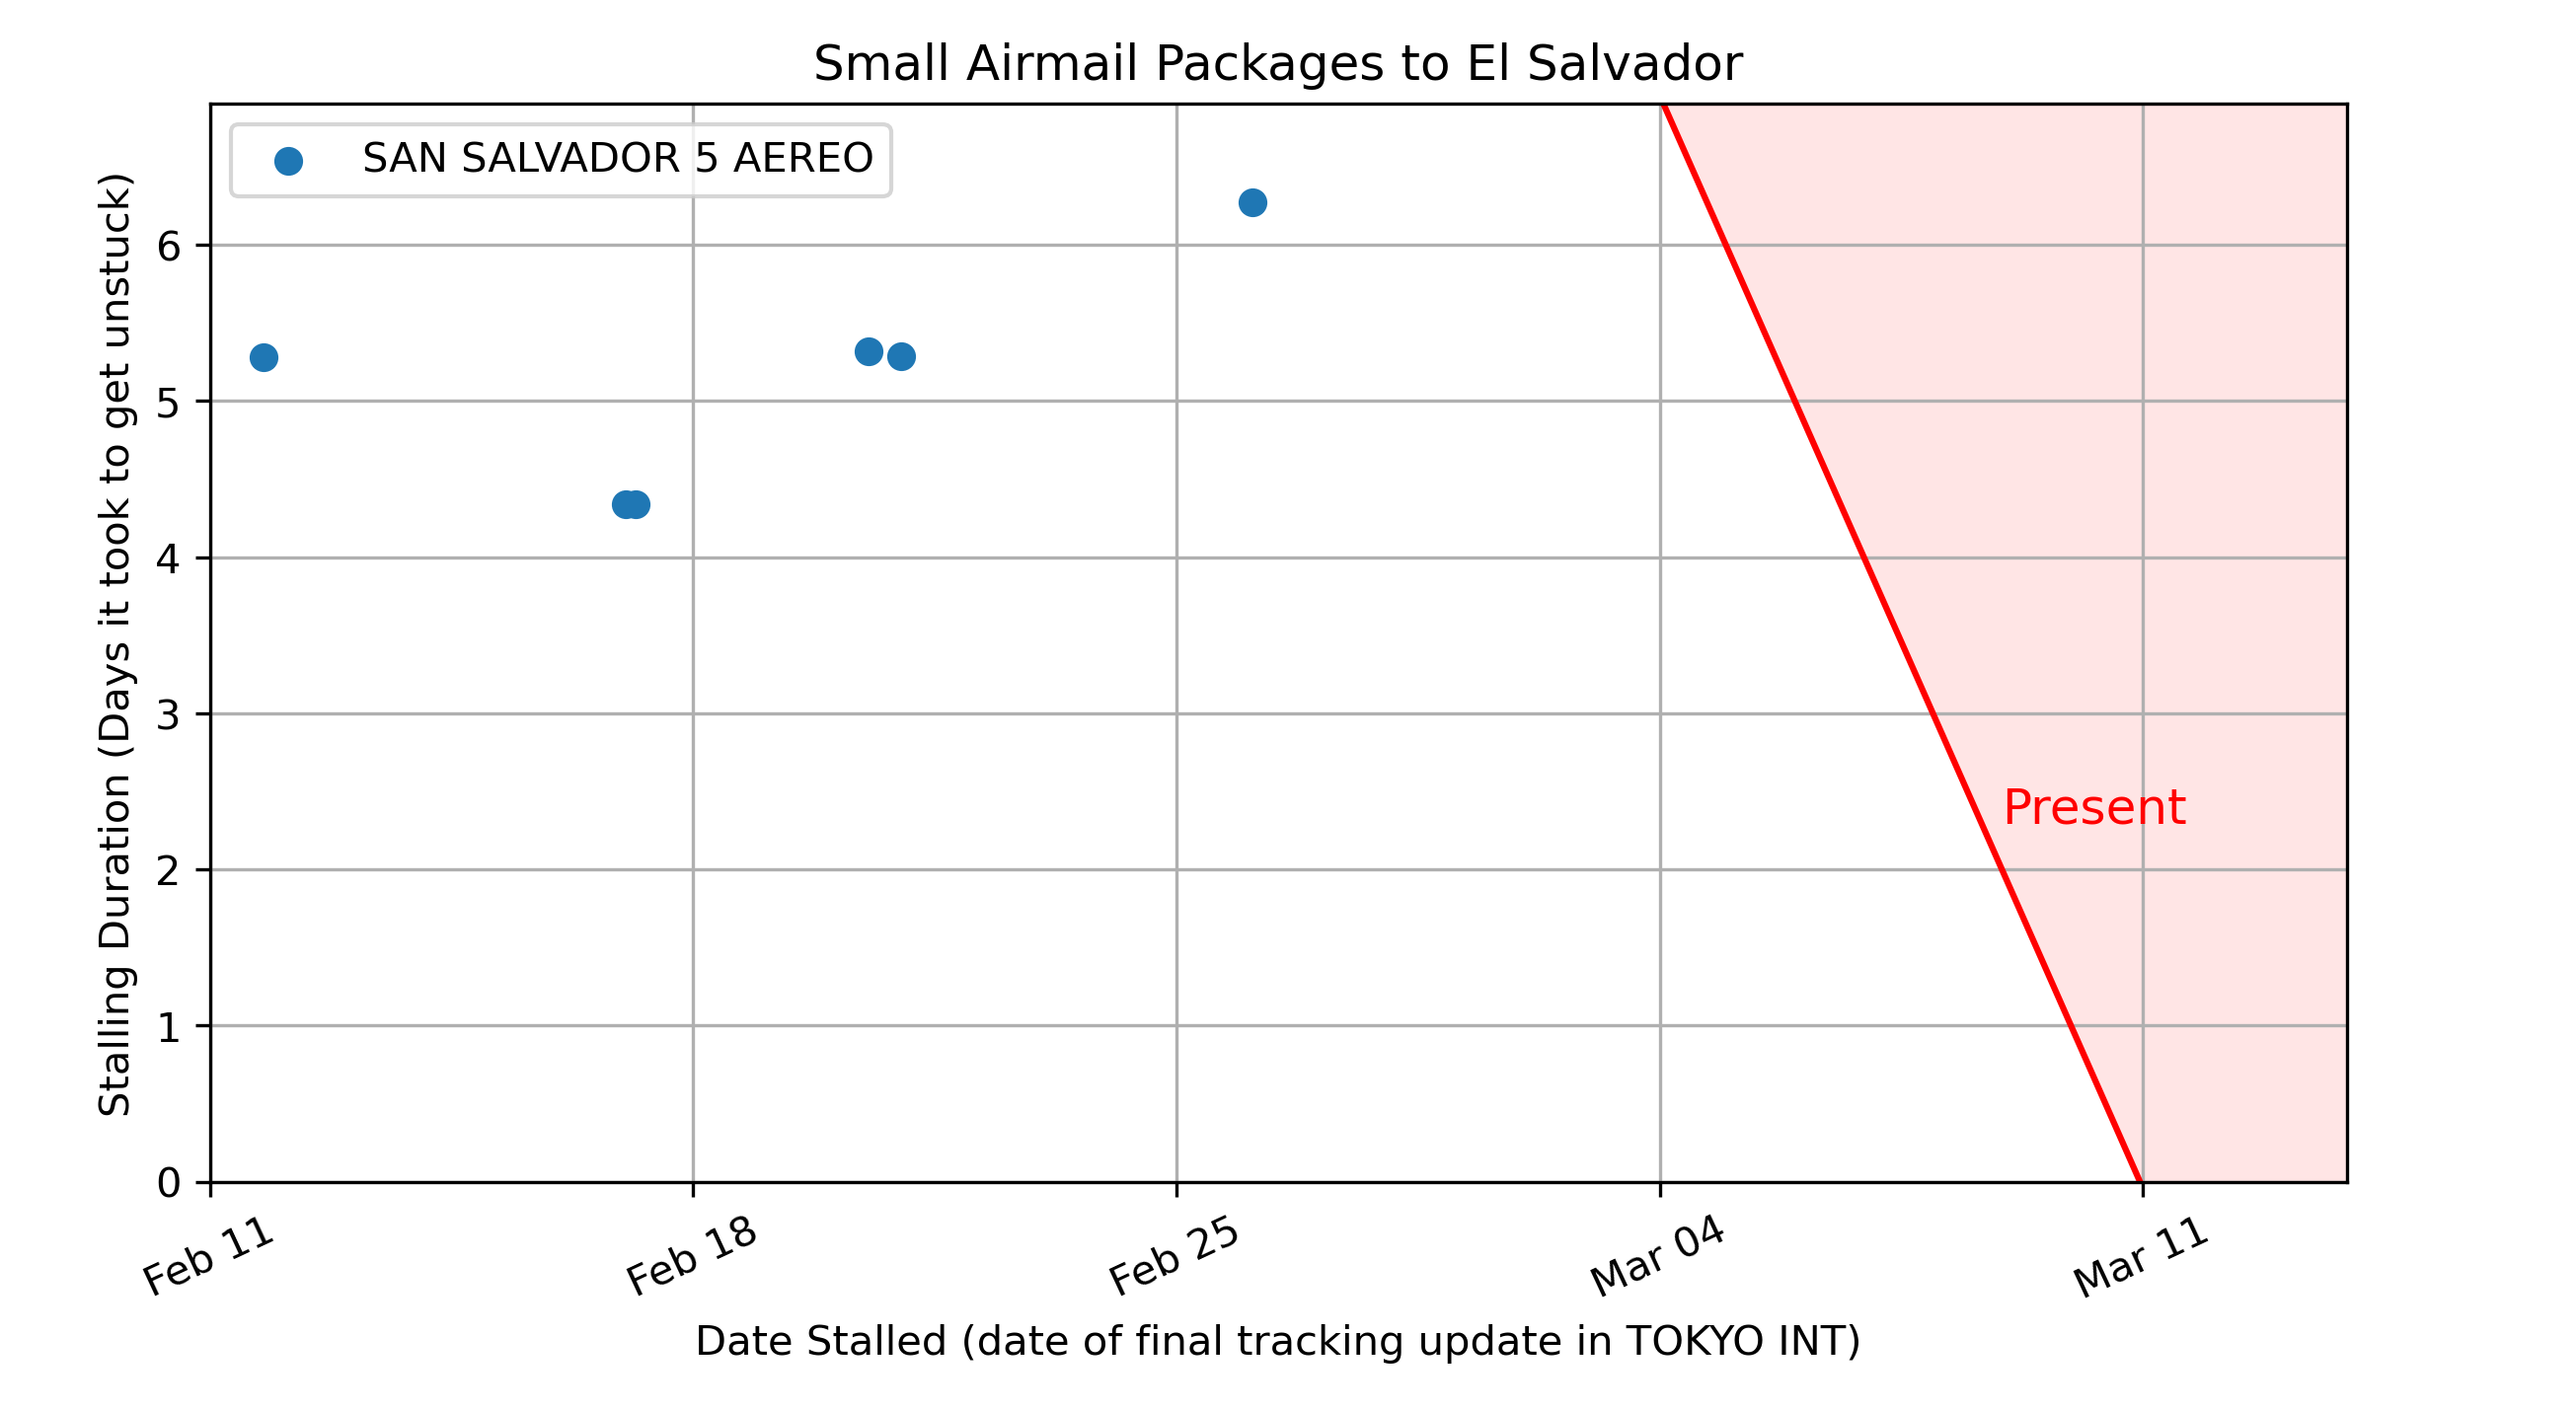 Small Airmail Packages to El Salvador
SAN SALVADOR 5 AEREO
Stalling Duration (Days it took to get unstuck)
6
5
4
3
2
1
0
Present
Feb 11
Feb 18
Feb 25
Mar 04
Mar 11
Date Stalled (date of final tracking update in TOKYO INT)